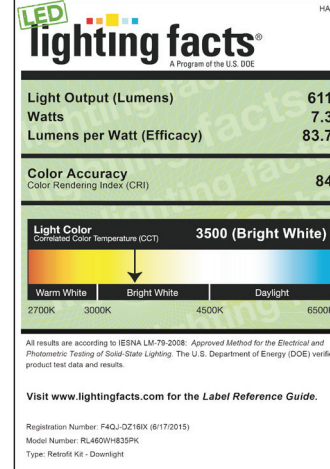 HA
LED
lighting facts®
A Program of the U.S. DOE
Light Output (Lumens) 611
Watts 7.3
Lumens per Watt (Efficacy) 83.7
Color Accuracy 84
Color Rendering Index (CRI)
Light Color 3500 (Bright White)
Correlated Color Temperature (CCT)
Warm White Bright White Daylight
2700K 3000K 4500K 6500K
All results are according to IESNA LM-79-2008: Approved Method for the Electrical and
Photometric Testing of Solid-State Lighting. The U.S. Department of Energy (DOE) verifi
product test data and results.
Visit www.lightingfacts.com for the Label Reference Guide.
Registration Number: F4QJ-DZ16IX (6/17/2015)
Model Number: RL460WH835PK
Type: Retrofit Kit - Downlight